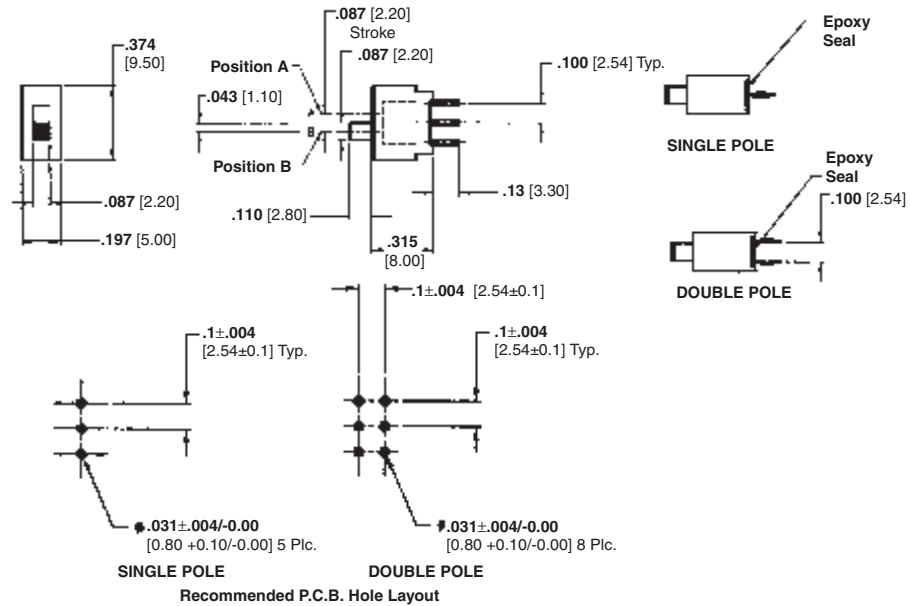 .087 [2.20]
Stroke
.087 [2.20]
.374
[9.50]
Position A
.043 [1.10]
.100 [2.54] Typ.
Epoxy
Seal
SINGLE POLE
Position B
.087 [2.20]
.197 [5.00]
.110 [2.80]
.13 [3.30]
.315
[8.00]
Epoxy
Seal
.100 [2.54]
DOUBLE POLE
.1±.004 [2.54±0.1]
.1±.004
[2.54±0.1] Typ.
.1±.004
[2.54±0.1] Typ.
.031±.004/-0.00
[0.80 +0.10/-0.00] 5 Plc.
SINGLE POLE
.031±.004/-0.00
[0.80 +0.10/-0.00] 8 Plc.
DOUBLE POLE
Recommended P.C.B. Hole Layout